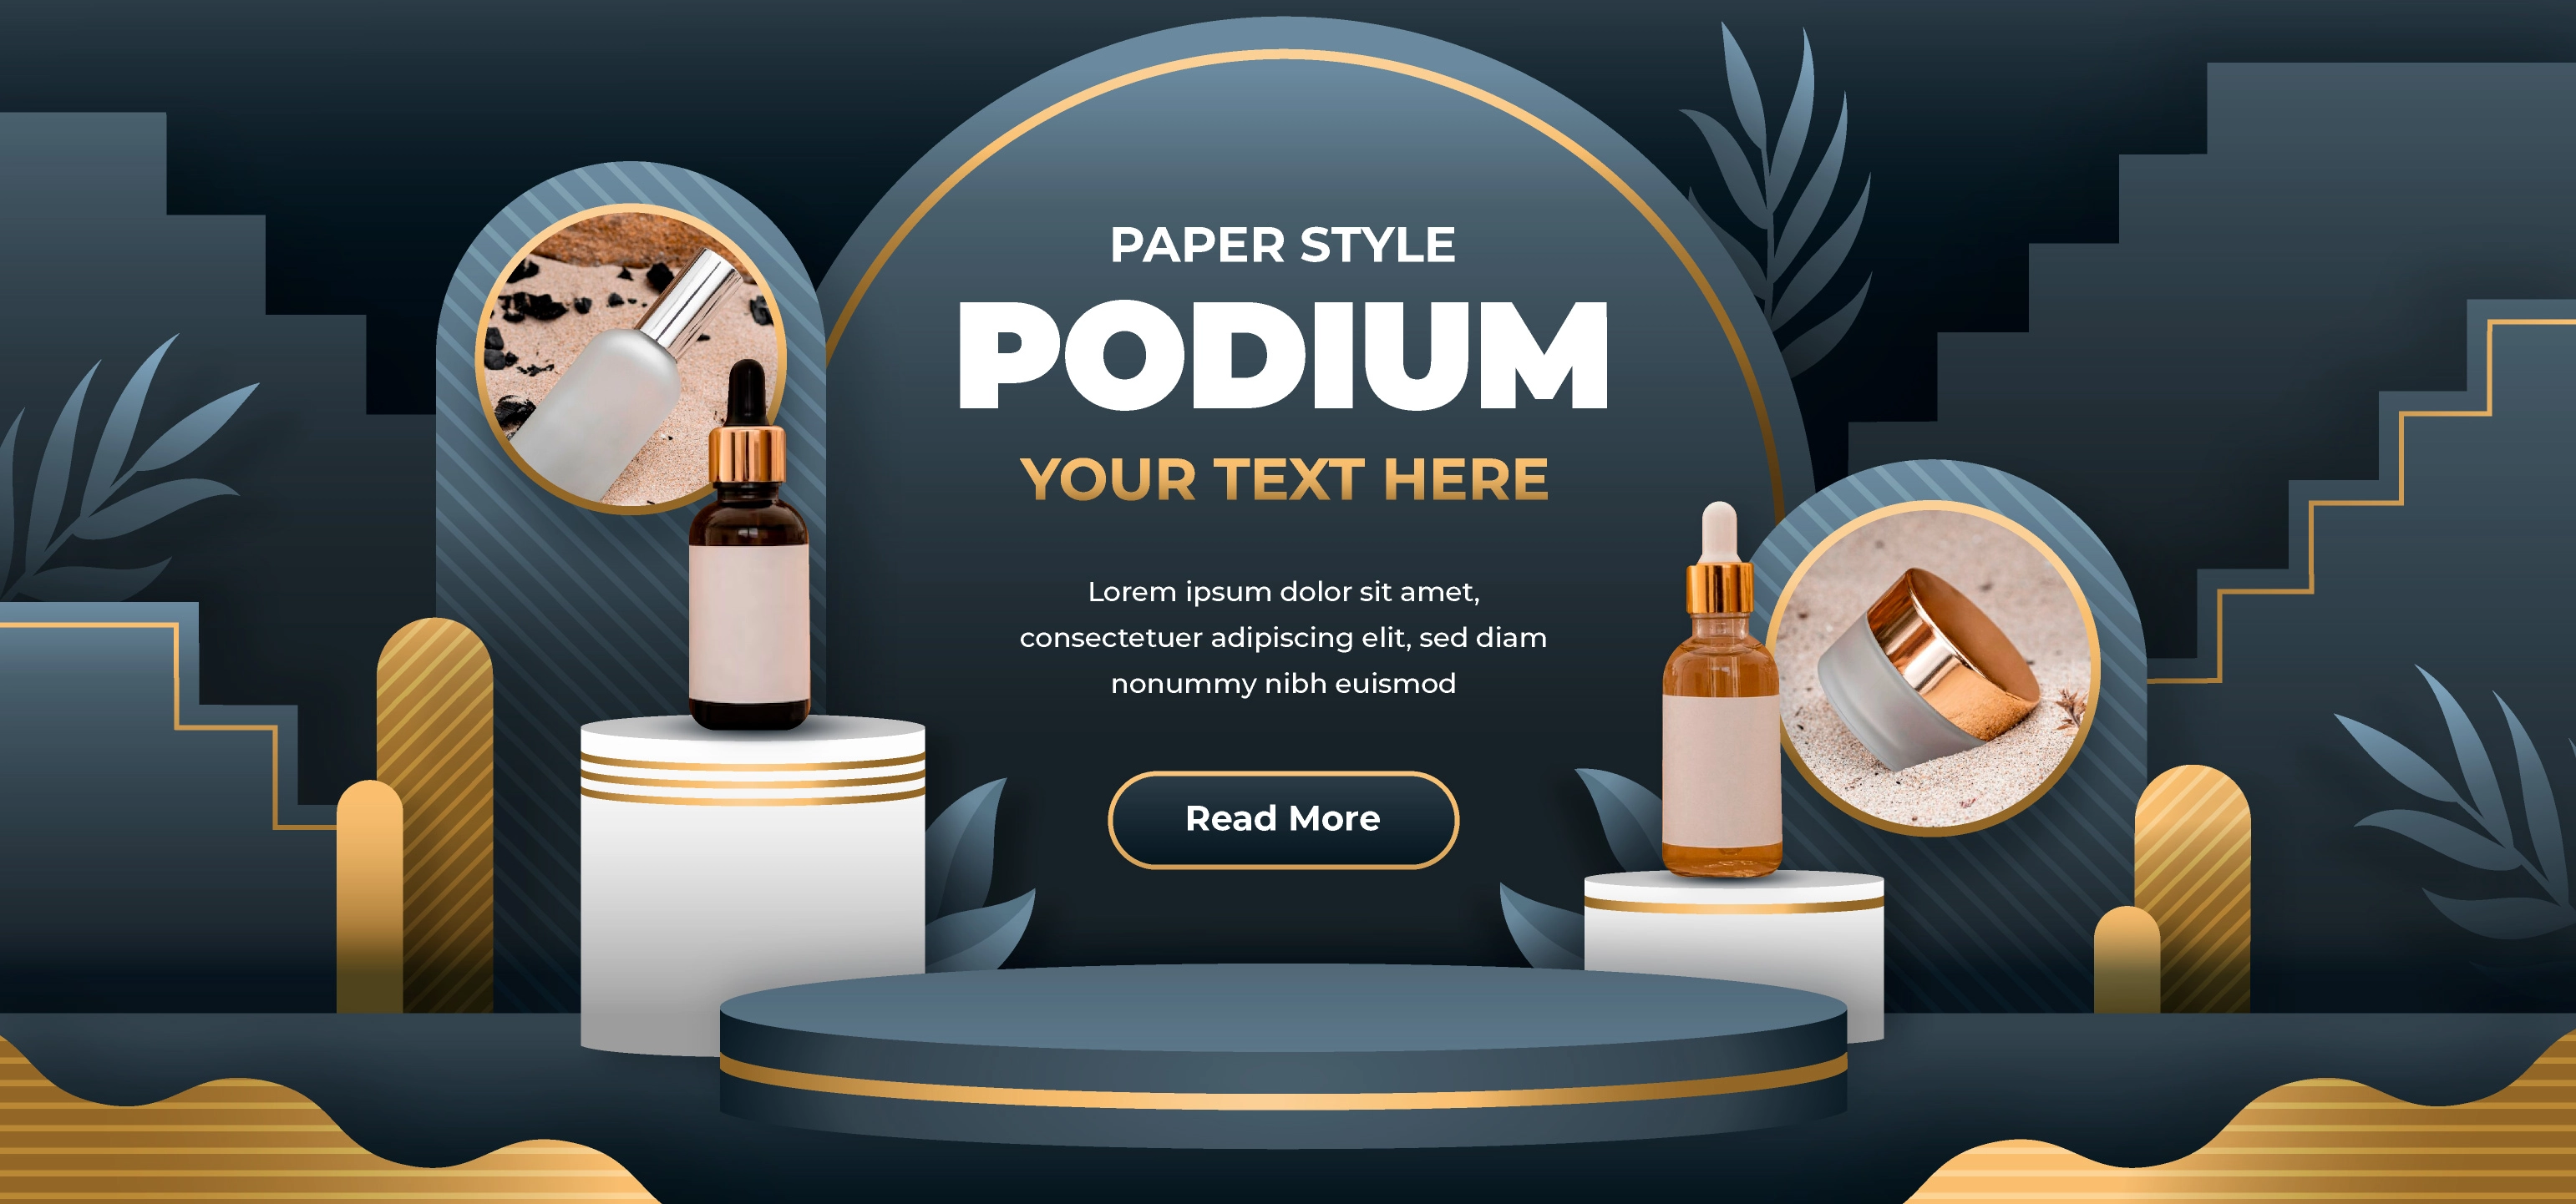 PAPER STYLE
PODIUM
YOUR TEXT HERE
Lorem ipsum dolor sit amet,
consectetuer adipiscing elit, sed diam
nonummy nibh euismod
Read More